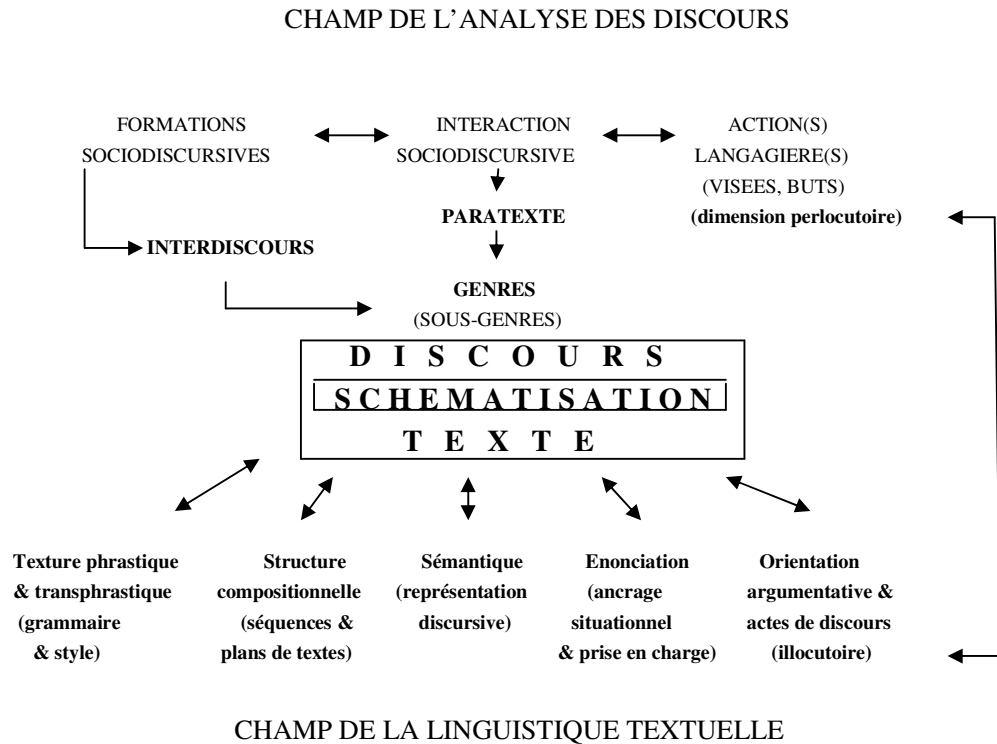 CHAMP DE L'ANALYSE DES DISCOURS
FORMATIONS
SOCIODISCURSIVES
INTERACTION
SOCIODISCURSIVE
ACTION(S)
LANGAGIERE(S)
(VISEES, BUTS)
(dimension perlocutoire)
PARATEXTE
INTERDISCOURS
GENRES
(SOUS-GENRES)
D I S C O U R S
S C H E M A T I S A T I O N
T E X T E
Texture phrastique
& transphrastique
(grammaire
& style)
Structure
compositionnelle
(séquences &
plans de textes)
Sémantique
(représention
discursive)
Enonciation
(ancrage
situationnel
& prise en charge)
Orientation
argumentative &
actes de discours
(illocutoire)
CHAMP DE LA LINGUISTIQUE TEXTUELLE